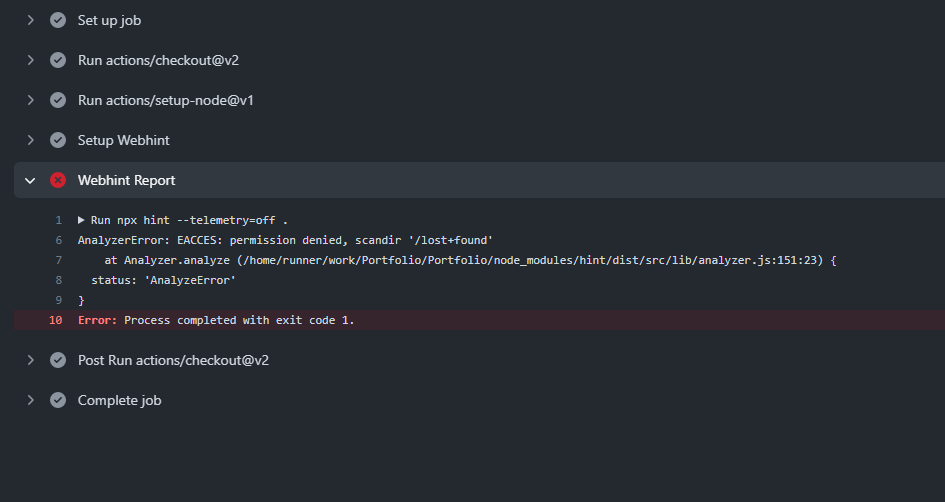 Set up job
Run actions/checkout@v2
Run actions/setup-node@v1
Setup Webhint
Webhint Report
1 Run npx hint --telemetry=off .
6 AnalyzerError: EACCES: permission denied, scandir '/lost+found'
7 at Analyzer.analyze (/home/runner/work/Portfolio/Portfolio/node_modules/hint/dist/src/lib/analyzer.js:151:23) {
8 status: 'AnalyzeError'
9 }
10 Error: Process completed with exit code 1.
Post Run actions/checkout@v2
Complete job